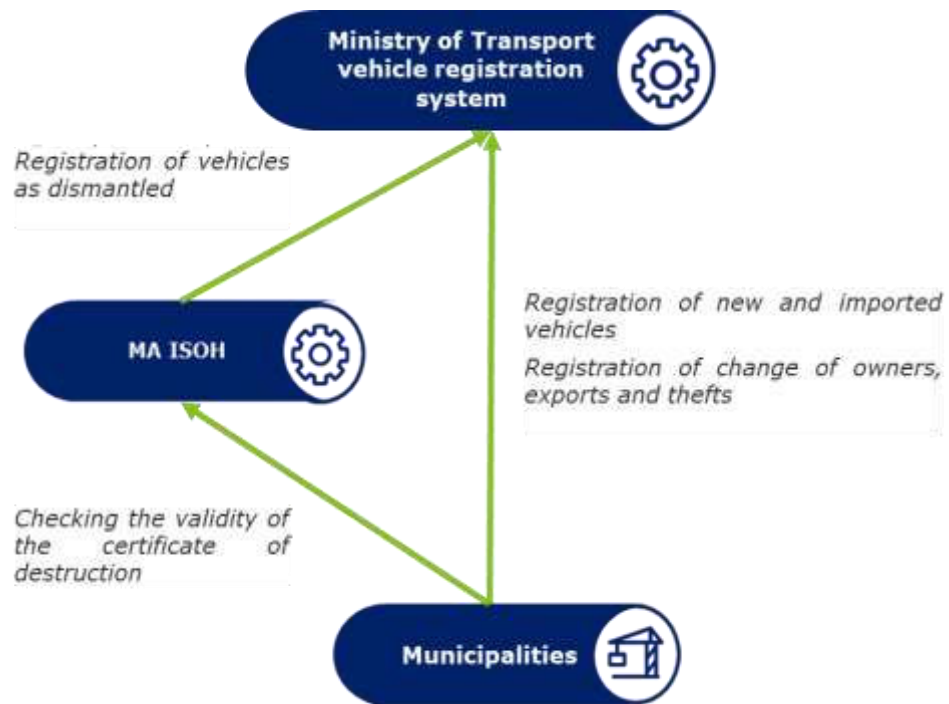 Ministry of Transport
vehicle registration
system
Registration of vehicles
as dismantled
MA ISOH
Registration of new and imported
vehicles
Registration of change of owners,
exports and thefts
Checking the validity of
the certificate of
destruction
Municipalities